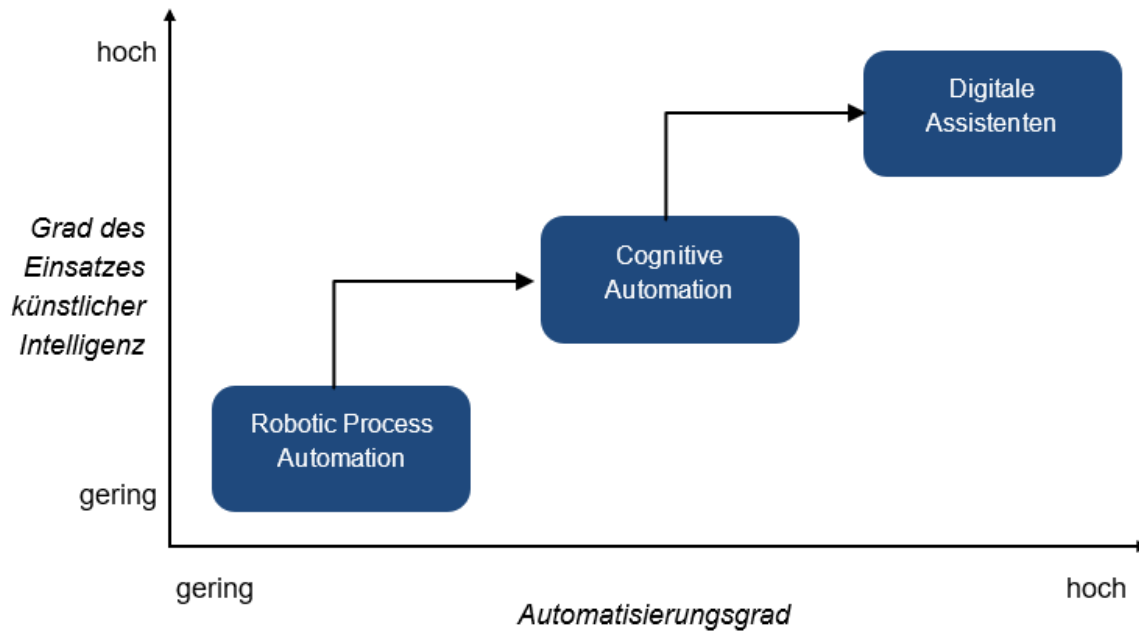 hoch
Digitale
Assistenten
Grad des
Einsatzes
künstlicher
Intelligenz
Cognitive
Automation
Robotic Process
Automation
gering
gering
hoch
Automatisierungsgrad